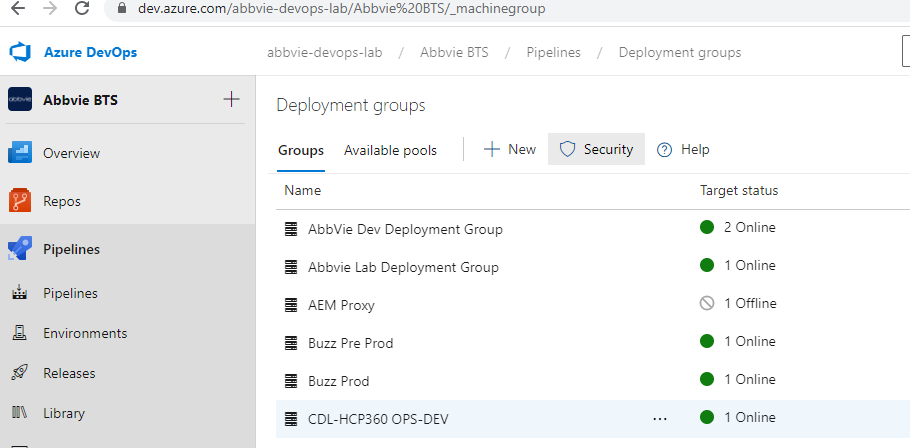 dev.azure.com/abbvie-devops-lab/Abbvie%20BTS/_machinegroup
Azure DevOps
abbvie-devops-lab / Abbvie BTS / Pipelines / Deployment groups
abbvie
Abbvie BTS
Overview
Repos
Pipelines
Pipelines
Environments
Releases
Library
Deployment groups
Groups Available pools New Security Help
Name Target status
AbbVie Dev Deployment Group 2 Online
Abbvie Lab Deployment Group 1 Online
AEM Proxy 1 Offline
Buzz Pre Prod 1 Online
Buzz Prod 1 Online
CDL-HCP360 OPS-DEV ... 1 Online